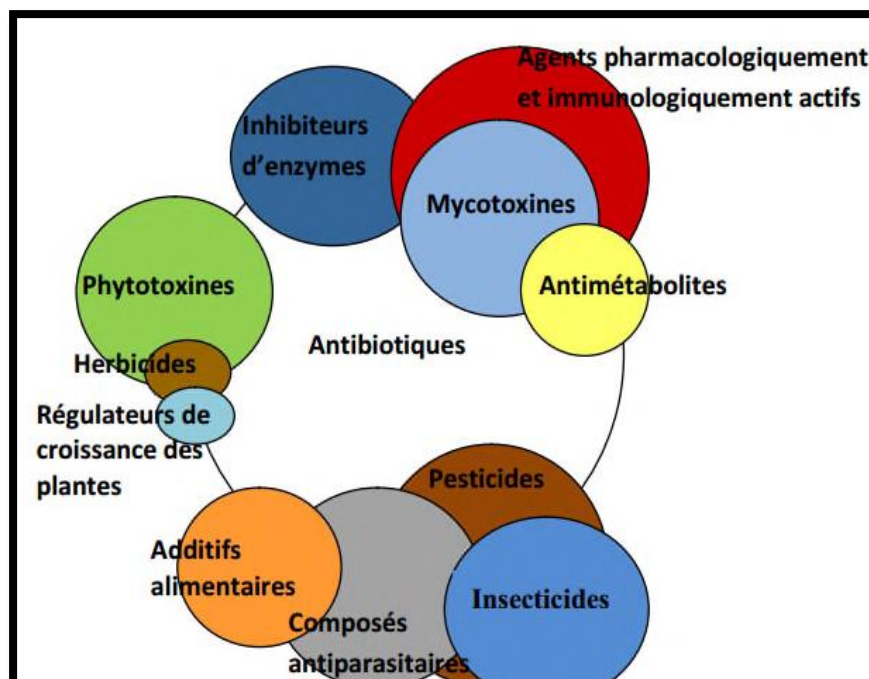 Agents pharmacologiquement
et immunologiquement actifs
Inhibiteurs
d'enzymes
Mycotoxines
Phytotoxines
Antimétabolites
Antibiotiques
Herbicides
Régulateurs de
croissance des
plantes
Pesticides
Additifs
alimentaires
Insecticides
Composés
antiparasitaires